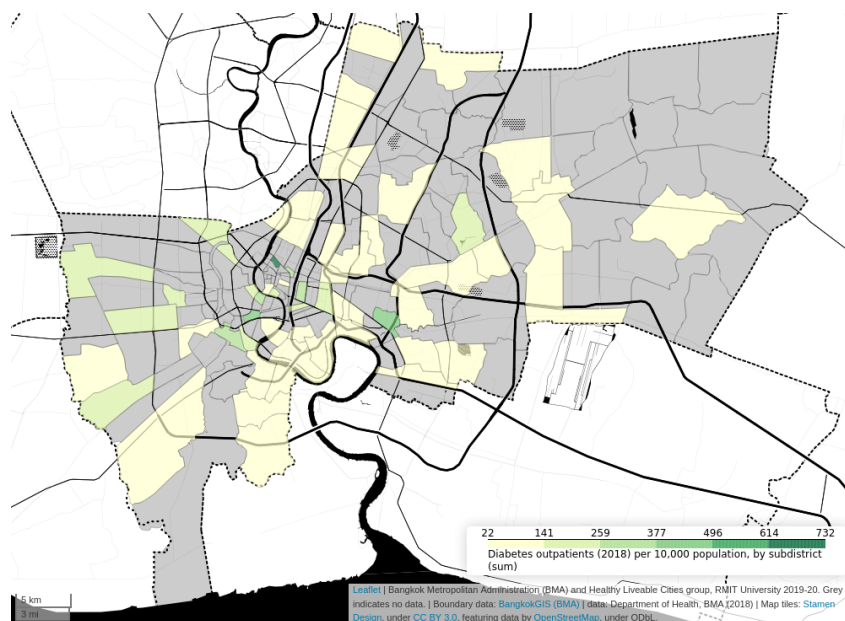 22 141 259 377 496 614 732
Diabetes outpatients (2018) per 10,000 population, by subdistrict
(sum)
5 km
3 mi
Leaflet | Bangkok Metropolitan Administration (BMA) and Healthy Liveable Cities group, RMIT University 2019-20. Grey
indicates no data. | Boundary data: BangkokGIS (BMA) | data: Department of Health, BMA (2018) | Map tiles: Stamen
Design, under CC BY 3.0, featuring data by OpenStreetMap, under ODbL.